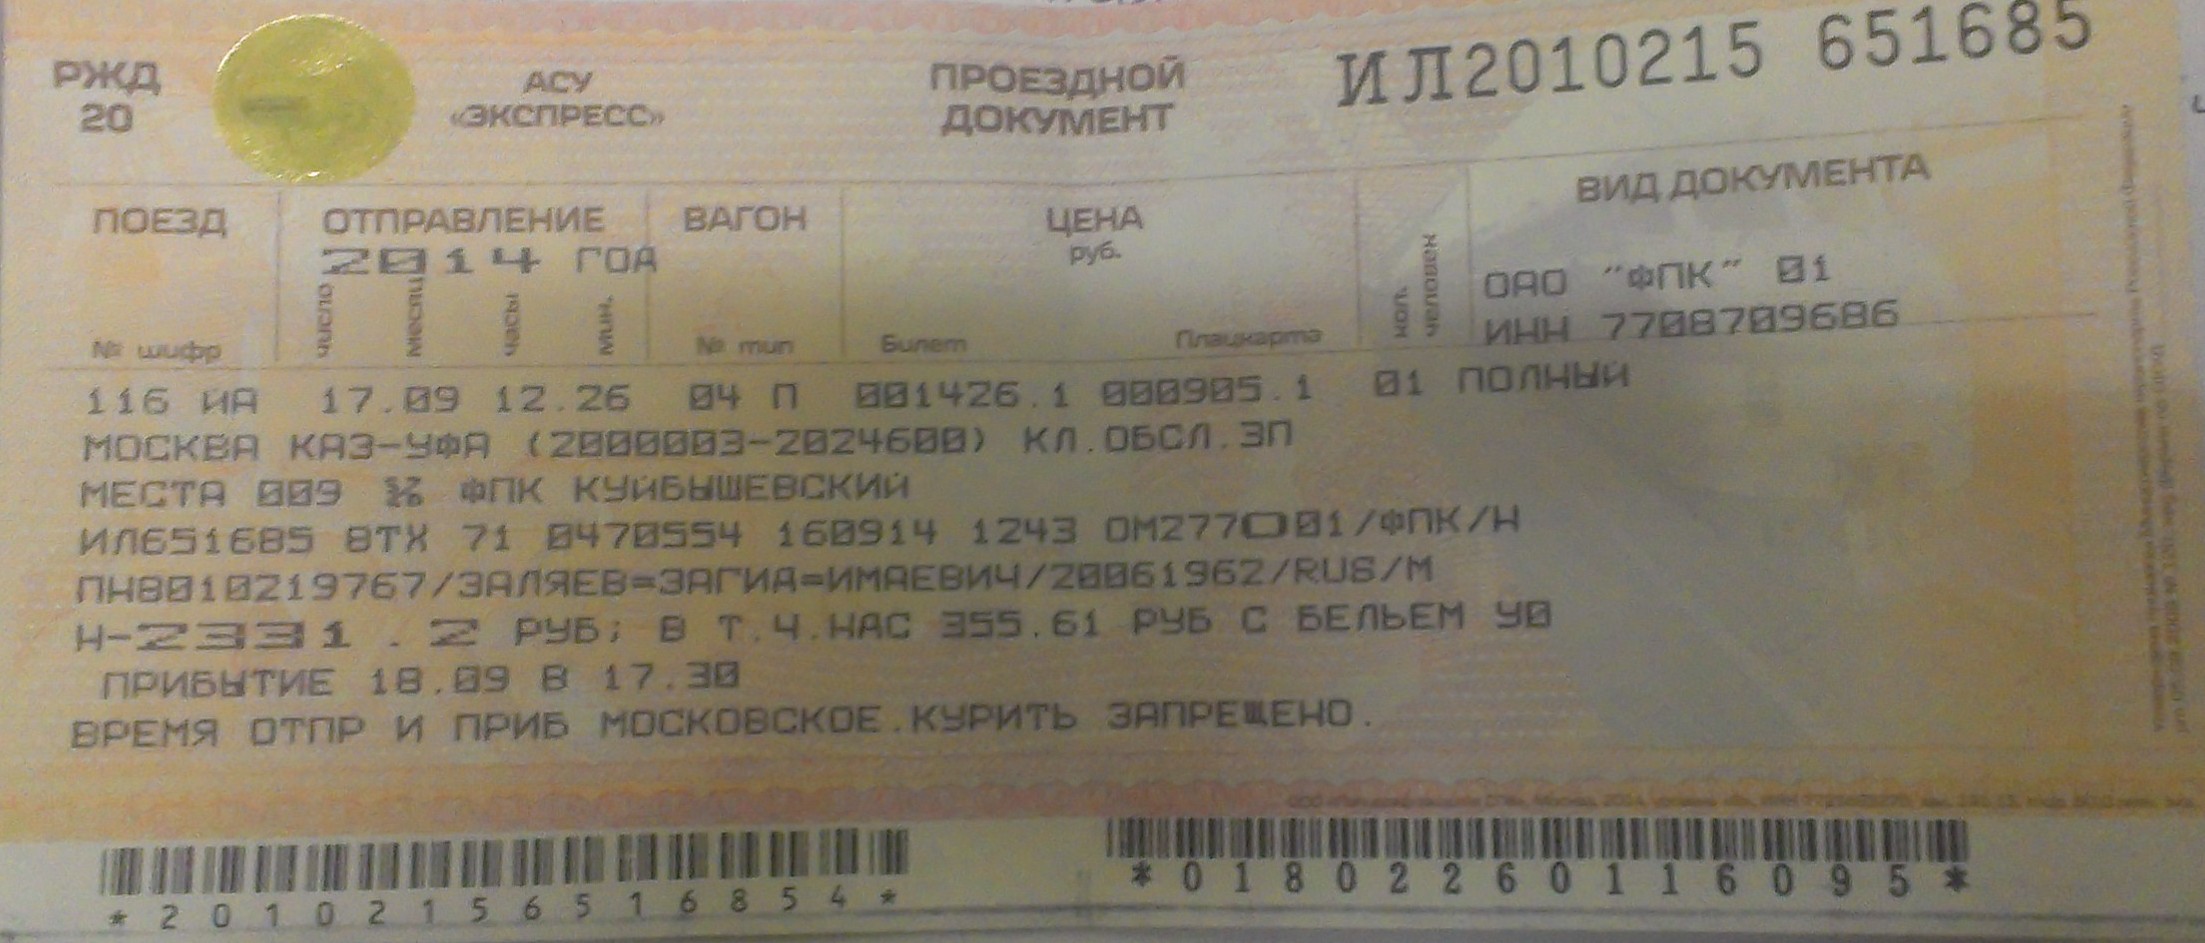 РЖД
20
АСУ
«ЭКСПРЕСС»
ПРОЕЗДНОЙ
ДОКУМЕНТ
ИЛ2010215 651685
ПОЕЗД
ОТПРАВЛЕНИЕ
ВАГОН
ЦЕНА
руб.
кол.
человек
ВИД ДОКУМЕНТА
2014 ГОД
ОАО "ФПК" 01
ИНН 7708709686
№ шифр
число
месяц
часы
мин.
№ тип
Билет
Плацкарта
116 ИА 17.09 12.26 04 П 001426.1 000905.1 01 ПОЛНЫЙ
МОСКВА КАЗ-УФА (2000003-2024600) КЛ.ОБСЛ.ЗП
МЕСТА 009 ФПК КУЙБЫШЕВСКИЙ
ИЛ651685 8ТХ 71 0470554 160914 1243 ОМ277О01/ФПК/Н
ПН8010219767/ЗАЛЯЕВ=ЗАГИД=ИМАЕВИЧ/20061962/RUS/M
Н-2331.2 РУБ; В Т.Ч.НДС 355.61 РУБ С БЕЛЬЕМ У0
ПРИБЫТИЕ 18.09 В 17.30
ВРЕМЯ ОТПР И ПРИБ МОСКОВСКОЕ.КУРИТЬ ЗАПРЕЩЕНО.
*20102156516854*
*01802260116095*